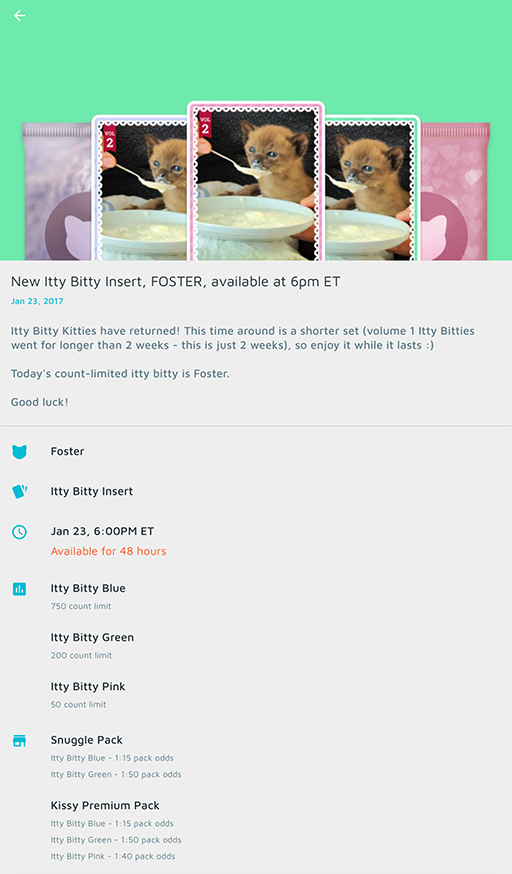 VOL 2
VOL 2
New Itty Bitty Insert, FOSTER, available at 6pm ET
Jan 23, 2017
Itty Bitty Kitties have returned! This time around is a shorter set (volume 1 Itty Bitties
went for longer than 2 weeks - this is just 2 weeks), so enjoy it while it lasts :)
Today's count-limited itty bitty is Foster.
Good luck!
Foster
Itty Bitty Insert
Jan 23, 6:00PM ET
Available for 48 hours
Itty Bitty Blue
750 count limit
Itty Bitty Green
200 count limit
Itty Bitty Pink
50 count limit
Snuggle Pack
Itty Bitty Blue - 1:15 pack odds
Itty Bitty Green - 1:50 pack odds
Kissy Premium Pack
Itty Bitty Blue - 1:15 pack odds
Itty Bitty Green - 1:50 pack odds
Itty Bitty Pink - 1:40 pack odds